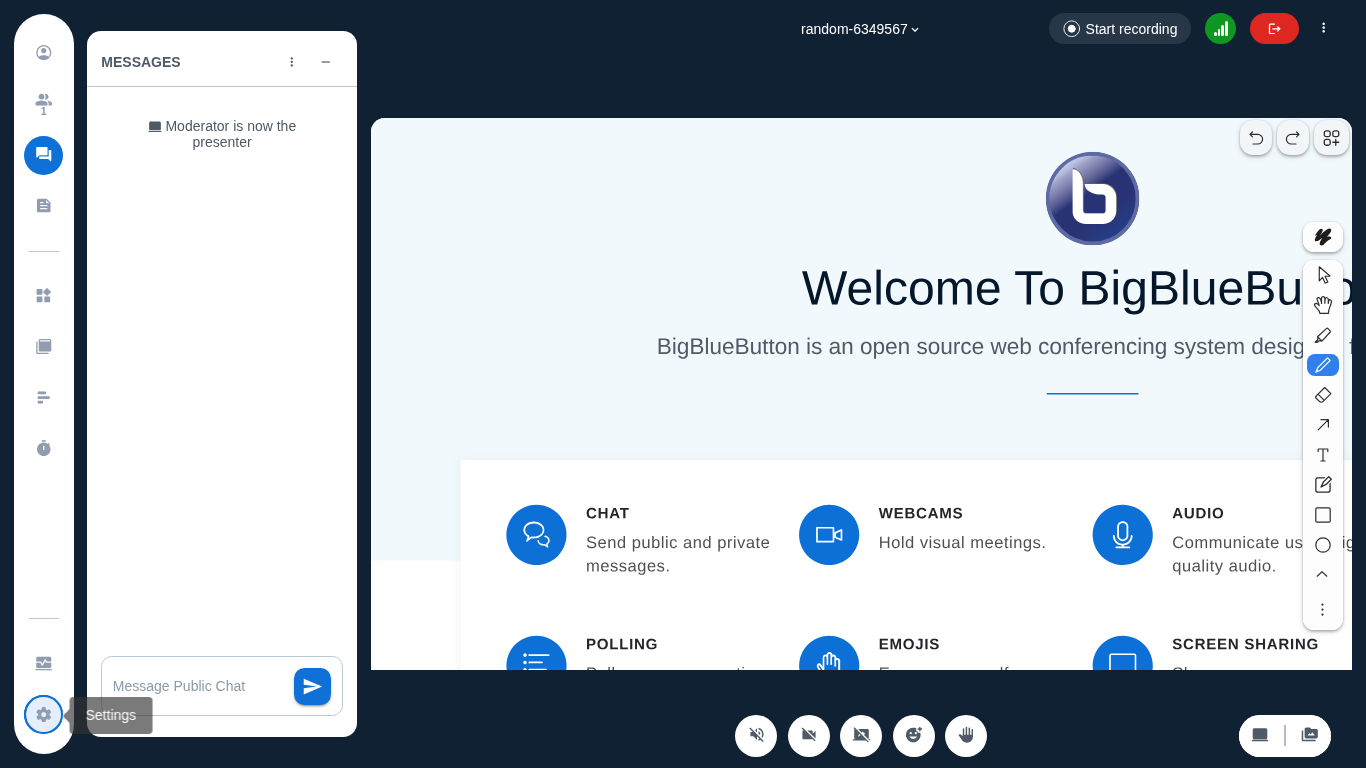 random-6349567
Start recording
1
MESSAGES
Moderator is now the
presenter
Message Public Chat
Settings
Welcome To BigBlueBu
BigBlueButton is an open source web conferencing system
CHAT
Send public and private
messages.
WEBCAMS
Hold visual meetings.
AUDIO
Communicate
quality audio.
POLLING
EMOJIS
SCREEN SHARING